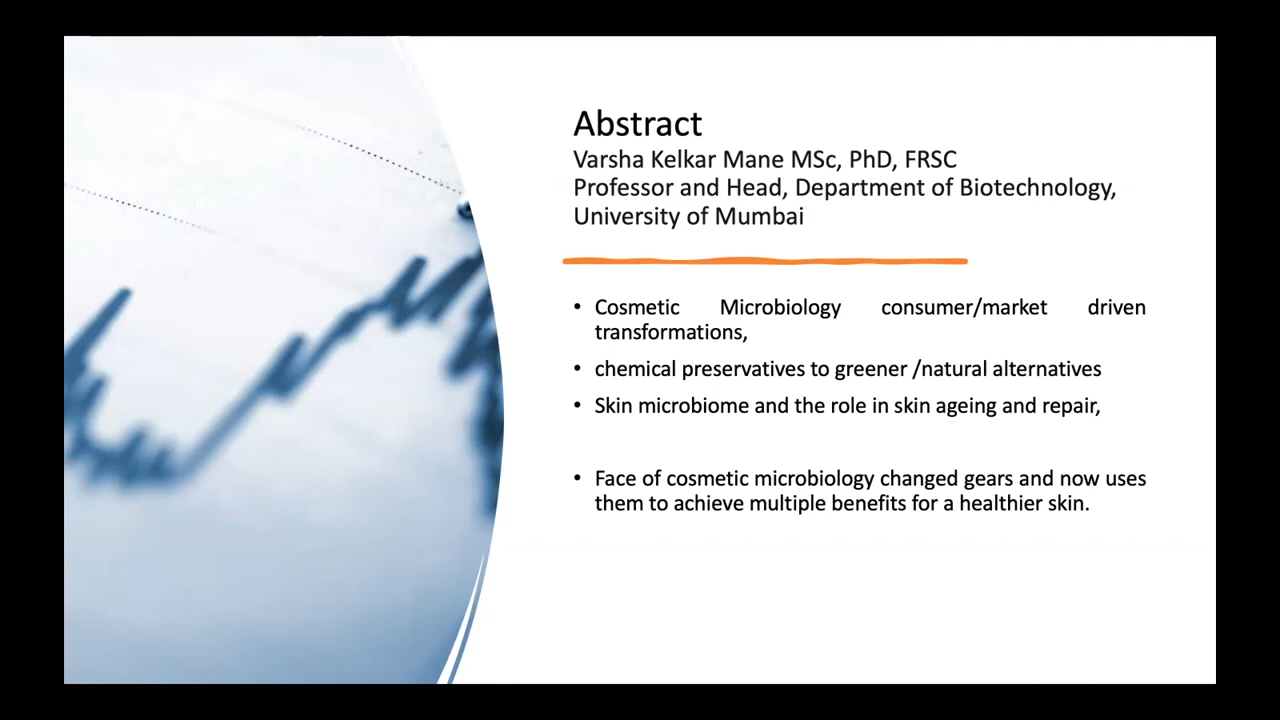 Abstract
Varsha Kelkar Mane MSc, PhD, FRSC
Professor and Head, Department of Biotechnology,
University of Mumbai
• Cosmetic Microbiology consumer/market driven
transformations,
• chemical preservatives to greener /natural alternatives
• Skin microbiome and the role in skin ageing and repair,
• Face of cosmetic microbiology changed gears and now uses
them to achieve multiple benefits for a healthier skin.